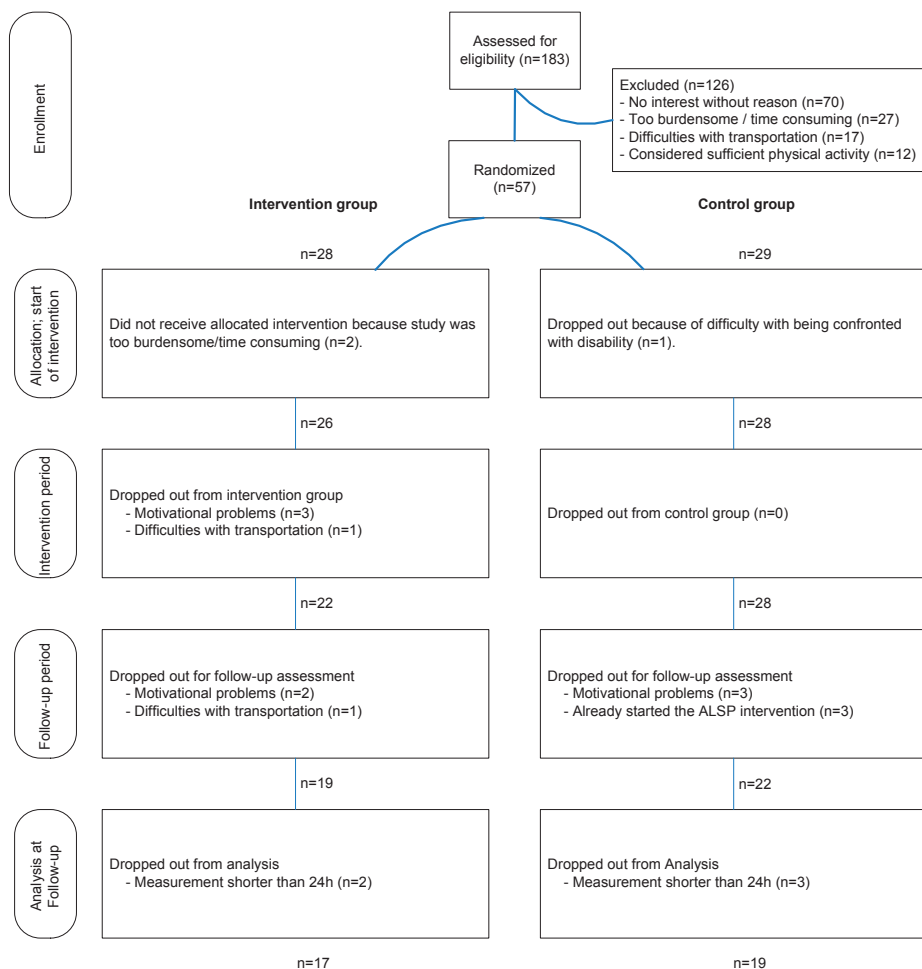 Enrollment
Assessed for
eligibility (n=183)
Excluded (n=126)
- No interest without reason (n=70)
- Too burdensome / time consuming (n=27)
- Difficulties with transportation (n=17)
- Considered sufficient physical activity (n=12)
Randomized
(n=57)
Intervention group
Control group
n=28
n=29
Allocation; start
of intervention
Did not receive allocated intervention because study was
too burdensome/time consuming (n=2).
Dropped out because of difficulty with being confronted
with disability (n=1).
n=26
n=28
Intervention period
Dropped out from intervention group
- Motivational problems (n=3)
- Difficulties with transportation (n=1)
Dropped out from control group (n=0)
n=22
n=28
Follow-up period
Dropped out for follow-up assessment
- Motivational problems (n=2)
- Difficulties with transportation (n=1)
Dropped out for follow-up assessment
- Motivational problems (n=3)
- Already started the ALSP intervention (n=3)
n=19
n=22
Analysis at
Follow-up
Dropped out from analysis
- Measurement shorter than 24h (n=2)
Dropped out from Analysis
- Measurement shorter than 24h (n=3)
n=17
n=19